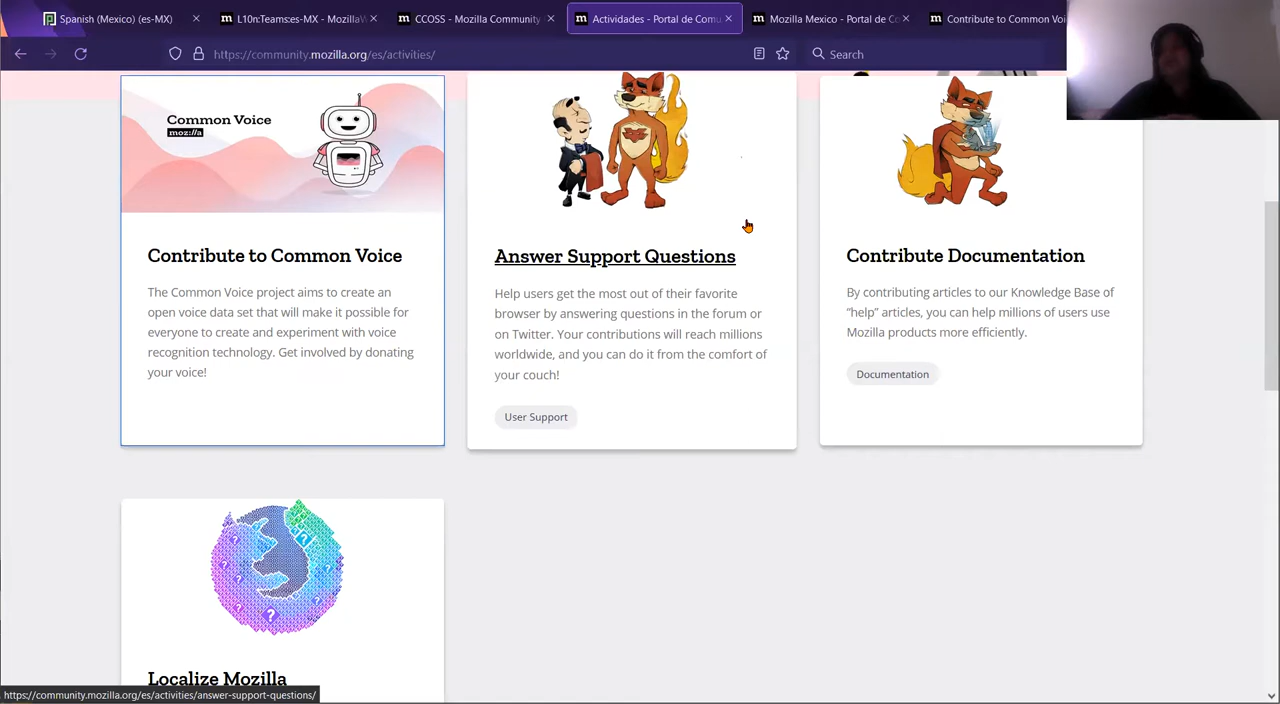 Spanish (Mexico) (es-MX)
L10n:Teams:es-MX - MozillaW
CCOSS - Mozilla Community
Actividades - Portal de Comu
Mozilla Mexico - Portal de Co
Contribute to Common Voi
https://community.mozilla.org/es/activities/
Search
Common Voice
moz://a
Contribute to Common Voice
The Common Voice project aims to create an
open voice data set that will make it possible for
everyone to create and experiment with voice
recognition technology. Get involved by donating
your voice!
Answer Support Questions
Help users get the most out of their favorite
browser by answering questions in the forum or
on Twitter. Your contributions will reach millions
worldwide, and you can do it from the comfort of
your couch!
User Support
Contribute Documentation
By contributing articles to our Knowledge Base of
“help” articles, you can help millions of users use
Mozilla products more efficiently.
Documentation
Localize Mozilla
https://community.mozilla.org/es/activities/answer-support-questions/